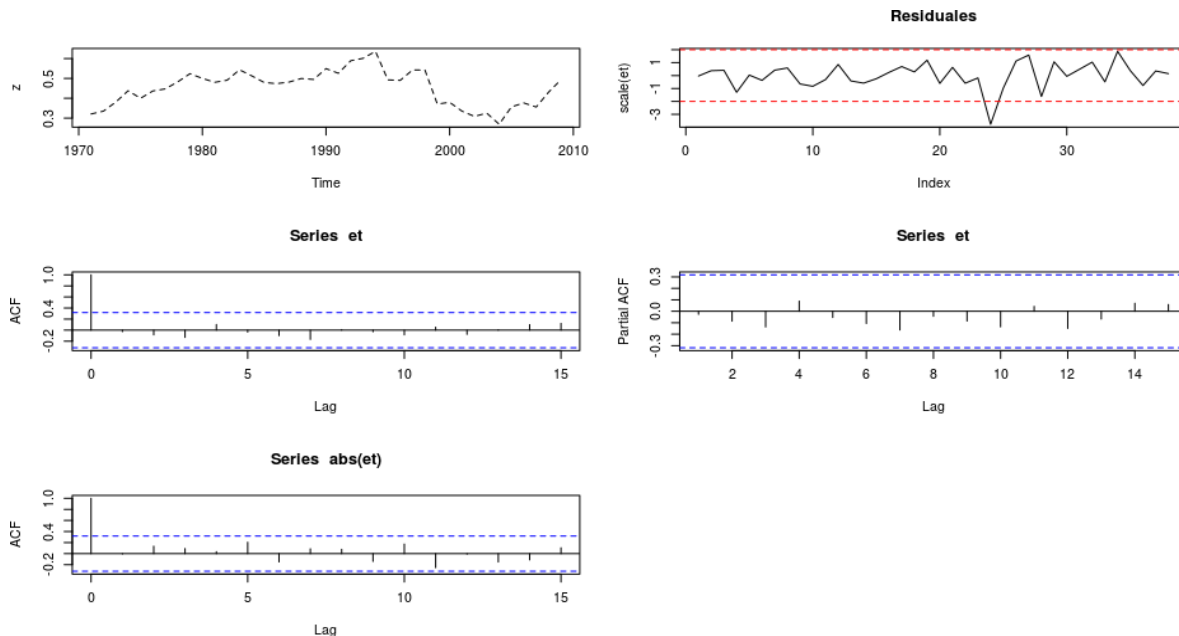 z
0.3 0.5
1970 1980 1990 2000 2010
Time
Residuales
scale(et)
-3 -1 1
0 10 20 30
Index
Series et
ACF
-0.2 0.4 1.0
0 5 10 15
Lag
Series et
Partial ACF
-0.3 0.0 0.3
2 4 6 8 10 12 14
Lag
Series abs(et)
ACF
-0.2 0.4 1.0
0 5 10 15
Lag